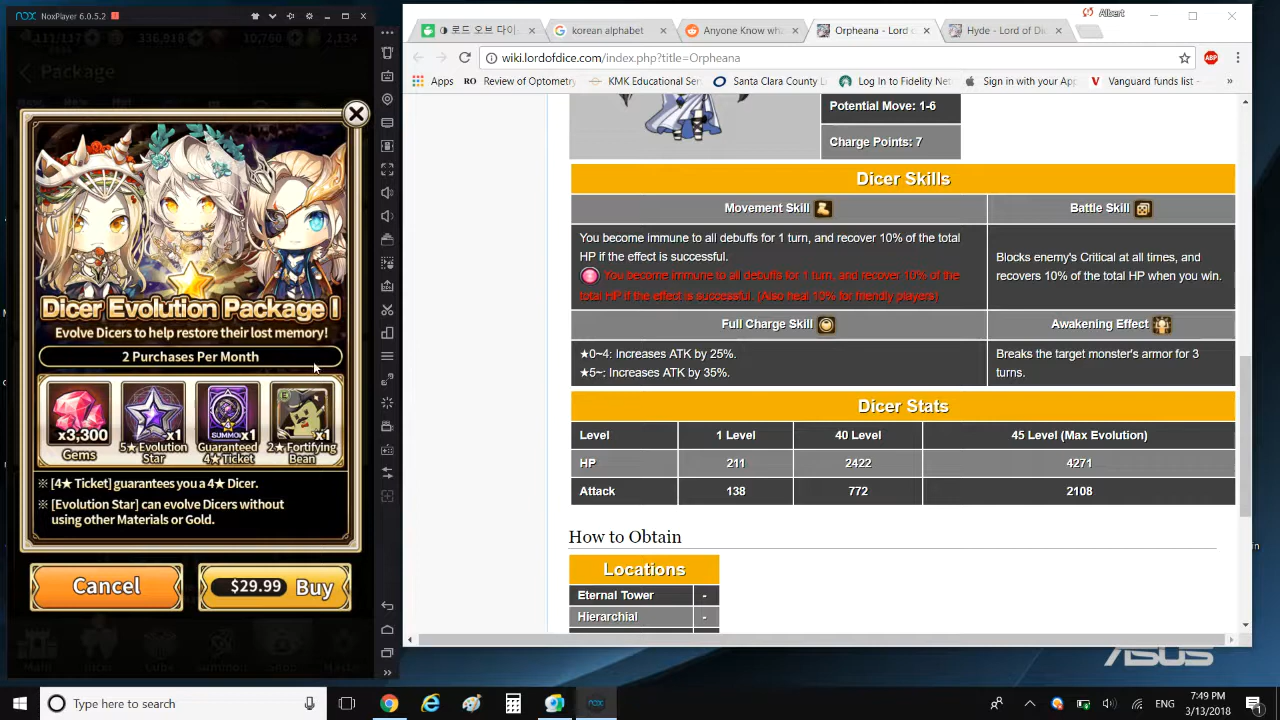 NoxPlayer 6.0.5.2
Package
Dicer Evolution Package I
Evolve Dicers to help restore their lost memory!
2 Purchases Per Month
x3,300
x1
SUMMON x1
x1
Gems
5★Evolution Star
Guaranteed 4★Ticket
2★Fortifying Bean
※ [4★ Ticket] guarantees you a 4★ Dicer.
※ [Evolution Star] can evolve Dicers without
using other Materials or Gold.
Cancel
$29.99 Buy
로드 오브 다이
korean alphabet
Anyone Know wh
Orpheana - Lord
Hyde - Lord of Di
Albert
wiki.lordofdice.com/index.php?title=Orpheana
Apps
RO Review of Optometry
KMK Educational Ser
Santa Clara County
Log In to Fidelity Net
Sign in with your App
Vanguard funds list -
Potential Move: 1-6
Charge Points: 7
Dicer Skills
Movement Skill
Battle Skill
You become immune to all debuffs for 1 turn, and recover 10% of the total
HP if the effect is successful.
You become immune to all debuffs for 1 turn, and recover 10% of the
total HP if the effect is successful. (Also heal 10% for friendly players)
Blocks enemy's Critical at all times, and
recovers 10% of the total HP when you win.
Full Charge Skill
Awakening Effect
★0~4: Increases ATK by 25%.
★5~: Increases ATK by 35%.
Breaks the target monster's armor for 3
turns.
Dicer Stats
Level
1 Level
40 Level
45 Level (Max Evolution)
HP
211
2422
4271
Attack
138
772
2108
How to Obtain
Locations
Eternal Tower
-
Hierarchial
-
ASUS
Type here to search
ENG
7:49 PM
3/13/2018